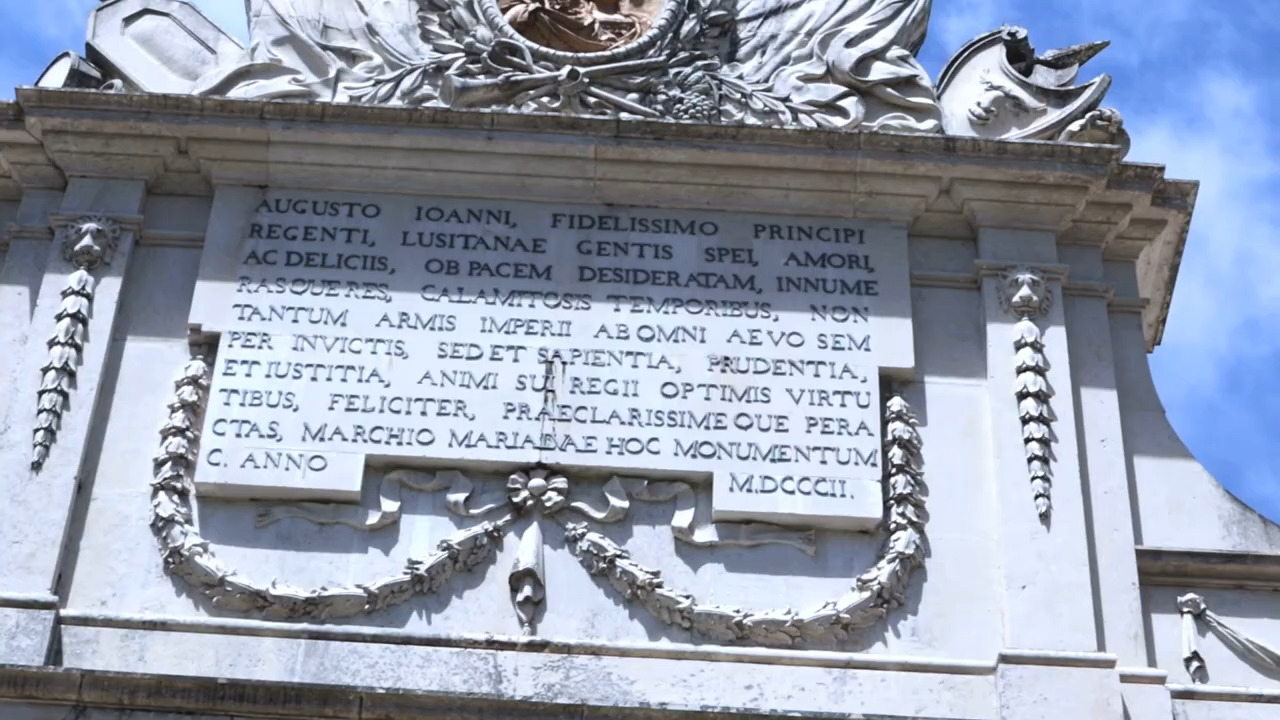 AUGUSTO IOANNI, FIDELISSIMO PRINCIPI
REGENTI, LUSITANAE GENTIS SPEI, AMORI,
AC DELICIIS, OB PACEM DESIDERATAM, INNUME
RASQUE RES, CALAMITOSIS TEMPORIBUS, NON
TANTUM ARMIS IMPERII AB OMNI AEVO SEM
PER INVICTIS, SED ET SAPIENTIA, PRUDENTIA,
ET IUSTITIA, ANIMI SUI REGII OPTIMIS VIRTU
TIBUS, FELICITER, PRAECLARISSIMEQUE PERA
CTAS, MARCHIO MARIALVAE HOC MONUMENTUM
C. ANNO M.DCCCII.